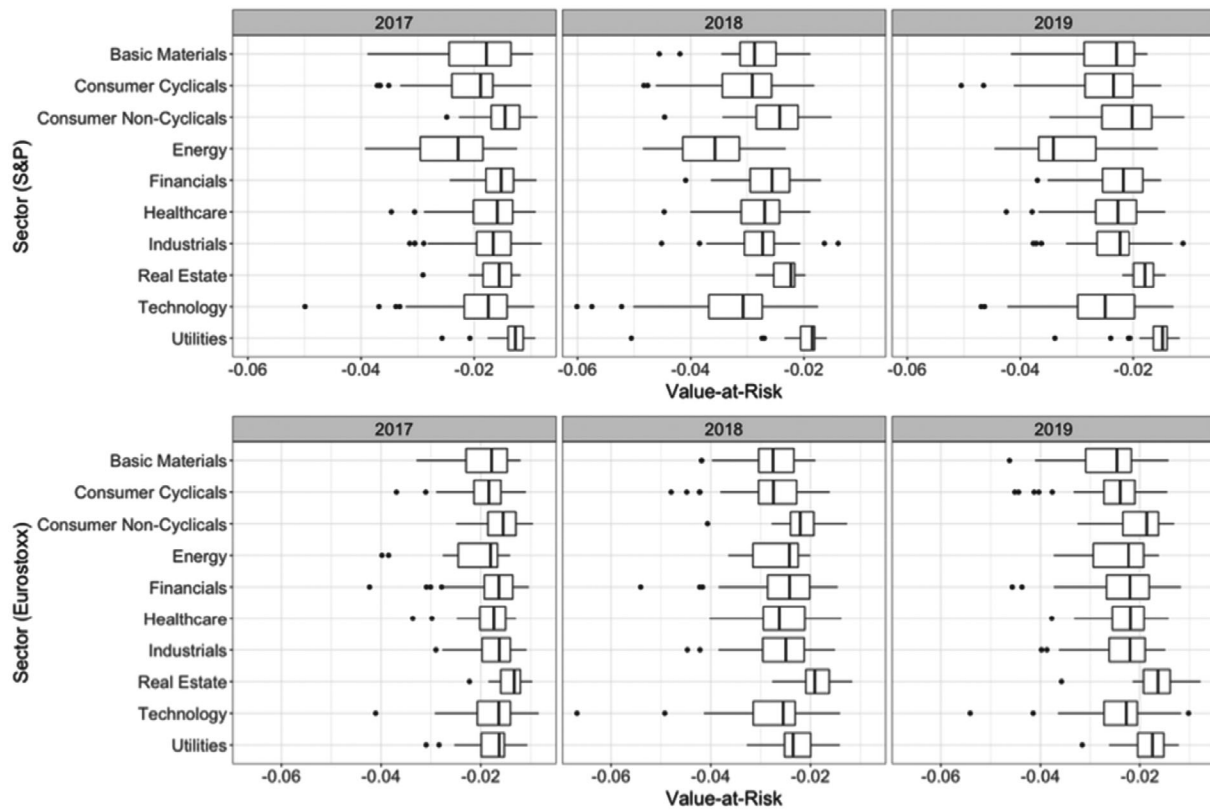 2017 2018 2019
Sector (S&P)
Basic Materials
Consumer Cyclicals
Consumer Non-Cyclicals
Energy
Financials
Healthcare
Industrials
Real Estate
Technology
Utilities
-0.06 -0.04 -0.02 -0.06 -0.04 -0.02 -0.06 -0.04 -0.02
Value-at-Risk
2017 2018 2019
Sector (Eurostoxx)
Basic Materials
Consumer Cyclicals
Consumer Non-Cyclicals
Energy
Financials
Healthcare
Industrials
Real Estate
Technology
Utilities
-0.06 -0.04 -0.02 -0.06 -0.04 -0.02 -0.06 -0.04 -0.02
Value-at-Risk